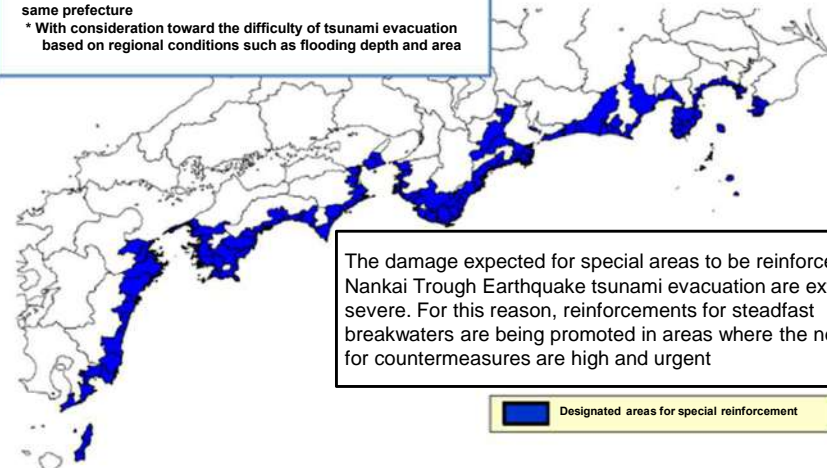 same prefecture
* With consideration toward the difficulty of tsunami evacuation
based on regional conditions such as flooding depth and area
The damage expected for special areas to be reinforce
Nankai Trough Earthquake tsunami evacuation are ex
severe. For this reason, reinforcements for steadfast
breakwaters are being promoted in areas where the ne
for countermeasures are high and urgent
Designated areas for special reinforcement